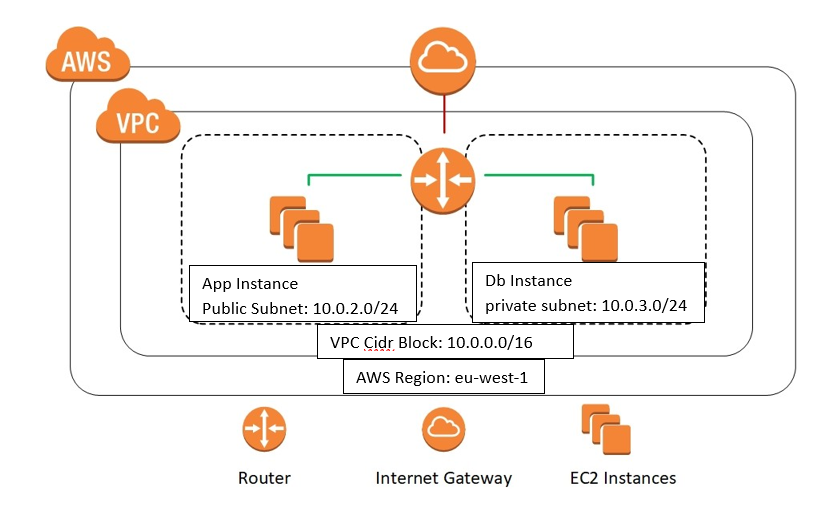 AWS
VPC
App Instance
Public Subnet: 10.0.2.0/24
Db Instance
private subnet: 10.0.3.0/24
VPC Cidr Block: 10.0.0.0/16
AWS Region: eu-west-1
Router
Internet Gateway
EC2 Instances